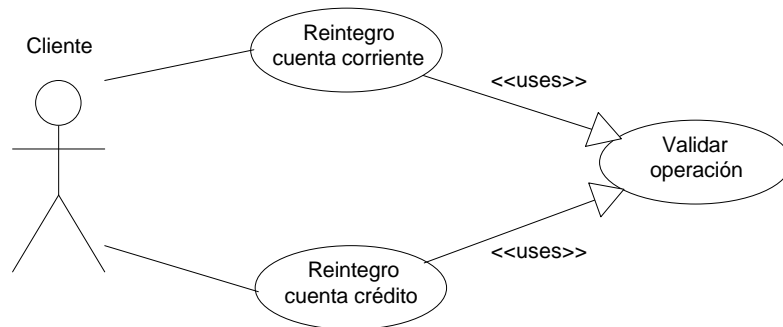 Cliente
Reintegro
cuenta corriente
<<uses>>
Validar
operación
<<uses>>
Reintegro
cuenta crédito